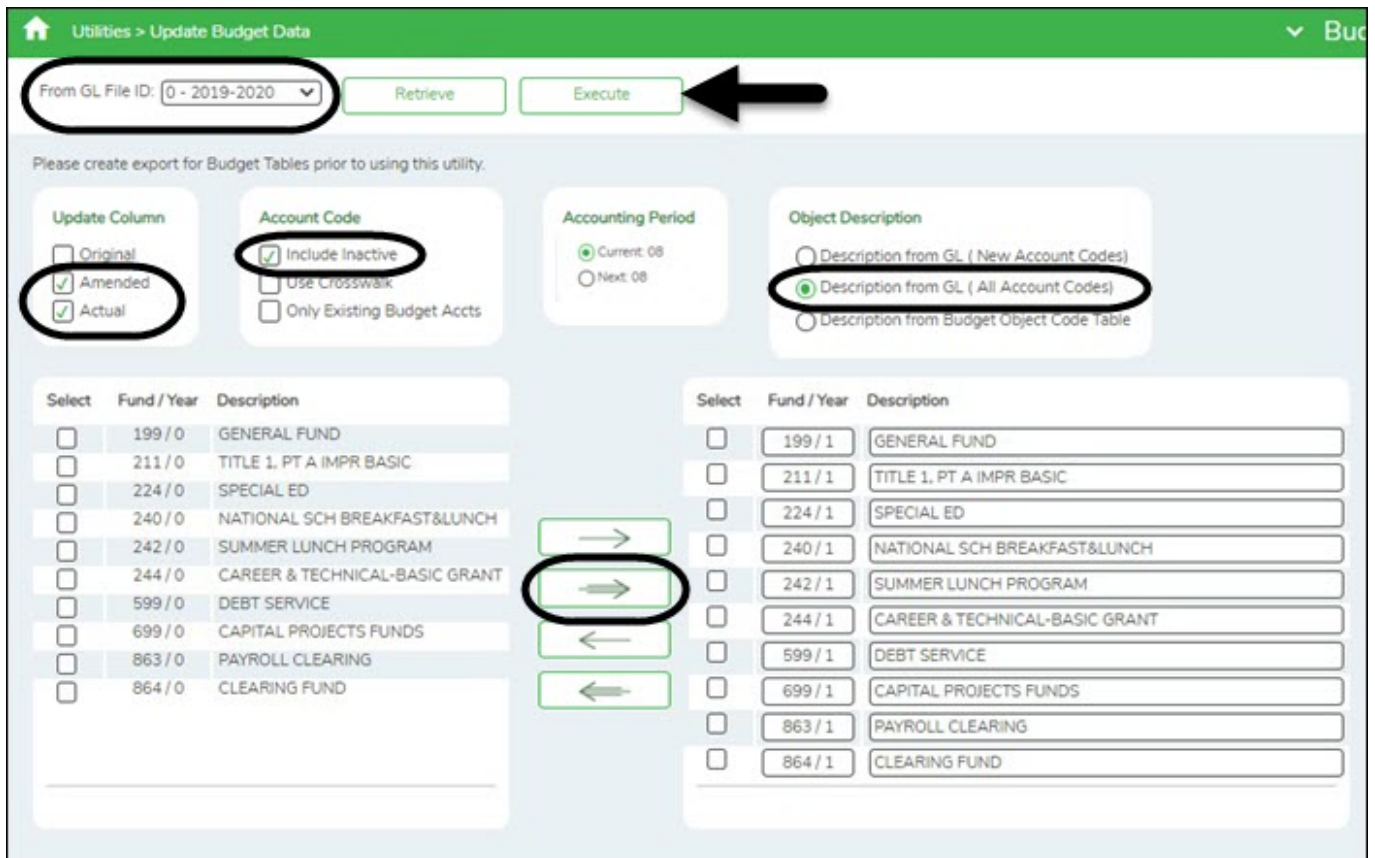 Utilities > Update Budget Data
Buc
From GL File ID: 0 - 2019-2020 Retrieve Execute
Please create export for Budget Tables prior to using this utility.
Update Column
Original
Amended
Actual
Account Code
Include Inactive
Use Crosswalk
Only Existing Budget Accts
Accounting Period
Current: 08
Next: 08
Object Description
Description from GL ( New Account Codes)
Description from GL ( All Account Codes)
Description from Budget Object Code Table
Select Fund / Year Description
199 / 0 GENERAL FUND
211 / 0 TITLE 1, PT A IMPR BASIC
224 / 0 SPECIAL ED
240 / 0 NATIONAL SCH BREAKFAST&LUNCH
242 / 0 SUMMER LUNCH PROGRAM
244 / 0 CAREER & TECHNICAL-BASIC GRANT
599 / 0 DEBT SERVICE
699 / 0 CAPITAL PROJECTS FUNDS
863 / 0 PAYROLL CLEARING
864 / 0 CLEARING FUND
Select Fund / Year Description
199 / 1 GENERAL FUND
211 / 1 TITLE 1, PT A IMPR BASIC
224 / 1 SPECIAL ED
240 / 1 NATIONAL SCH BREAKFAST&LUNCH
242 / 1 SUMMER LUNCH PROGRAM
244 / 1 CAREER & TECHNICAL-BASIC GRANT
599 / 1 DEBT SERVICE
699 / 1 CAPITAL PROJECTS FUNDS
863 / 1 PAYROLL CLEARING
864 / 1 CLEARING FUND